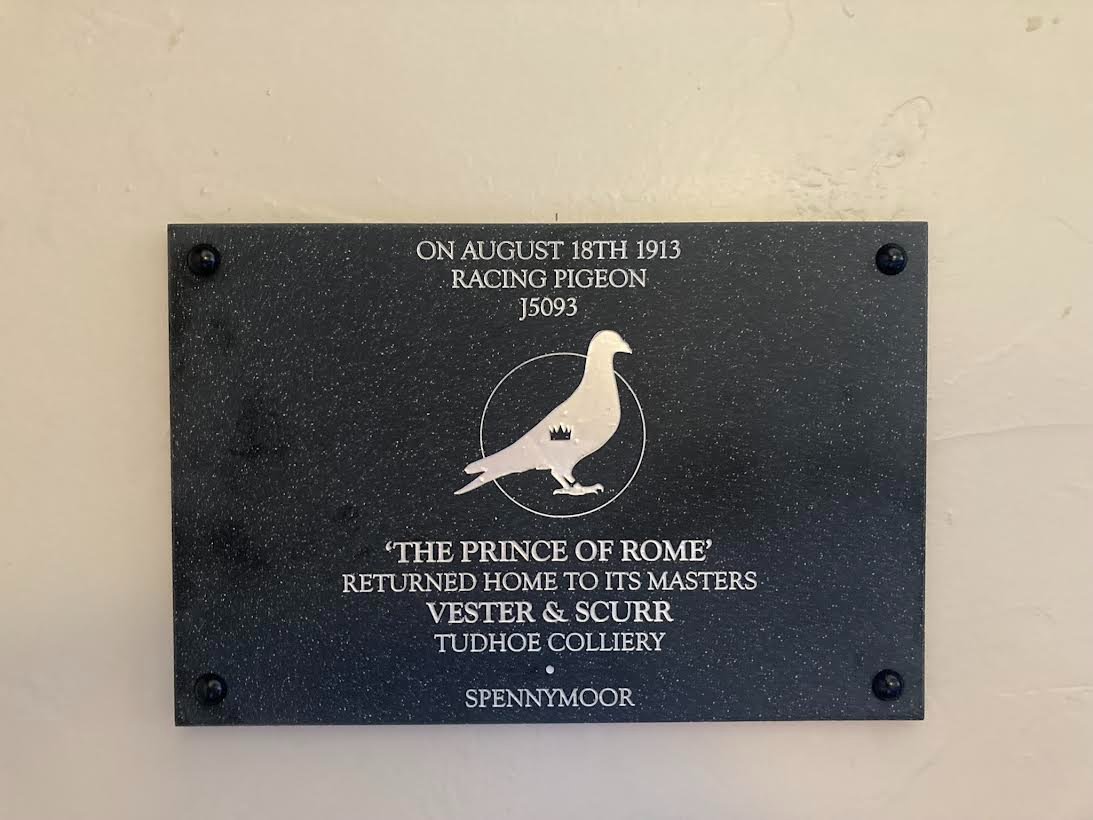 ON AUGUST 18TH 1913
RACING PIGEON
J5093
‘THE PRINCE OF ROME’
RETURNED HOME TO ITS MASTERS
VESTER & SCURR
TUDHOE COLLIERY
•
SPENNYMOOR